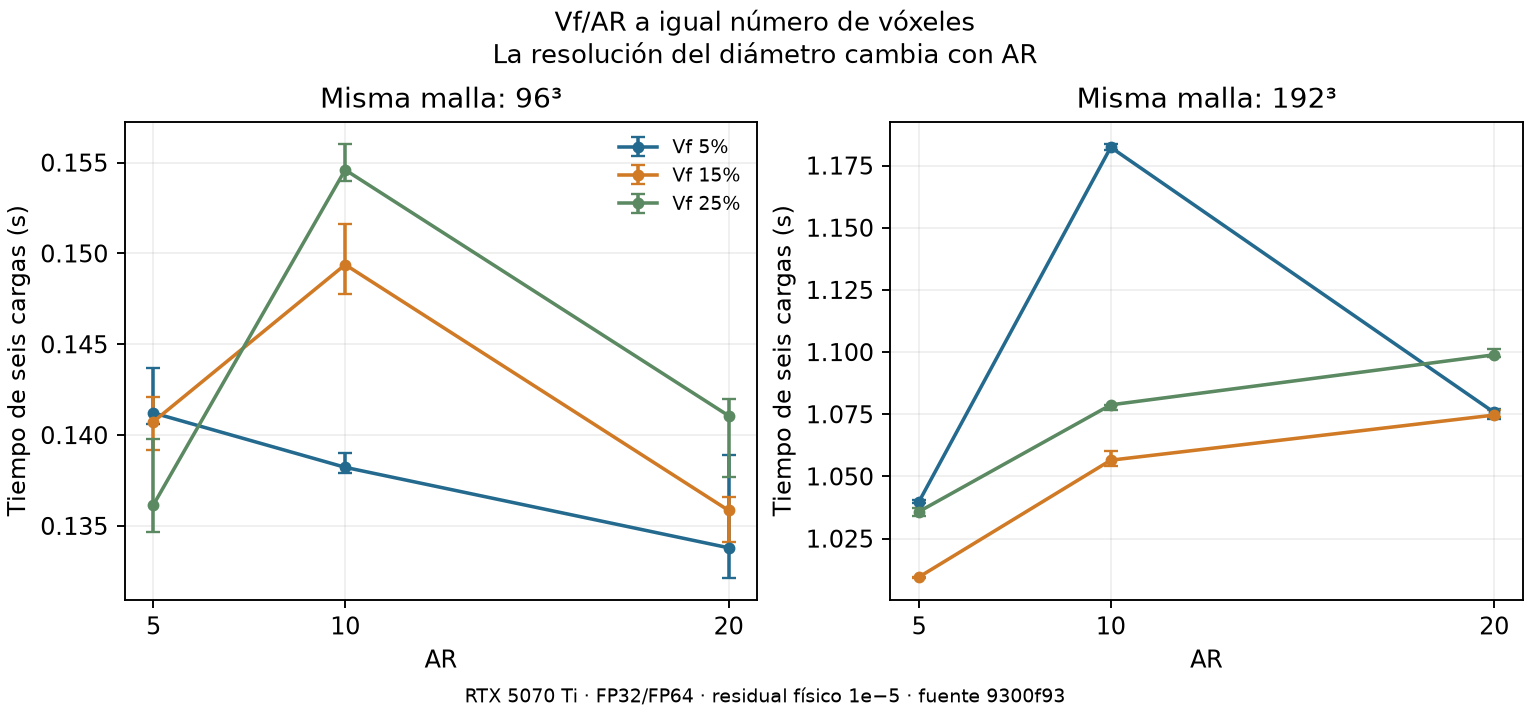 Vf/AR a igual número de vóxeles
La resolución del diámetro cambia con AR
Misma malla: 96³
Vf 5%
Vf 15%
Vf 25%
Tiempo de seis cargas (s)
0.155
0.150
0.145
0.140
0.135
5
10
20
AR
Misma malla: 192³
Tiempo de seis cargas (s)
1.175
1.150
1.125
1.100
1.075
1.050
1.025
5
10
20
AR
RTX 5070 Ti · FP32/FP64 · residual físico 1e−5 · fuente 9300f93